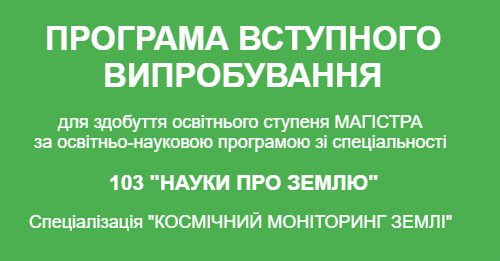 ПРОГРАМА ВСТУПНОГО
ВИПРОБУВАННЯ
для здобуття освітнього ступеня МАГІСТРА
за освітньо-науковою програмою зі спеціальності
103 "НАУКИ ПРО ЗЕМЛЮ"
Спеціалізація "КОСМІЧНИЙ МОНІТОРИНГ ЗЕМЛІ"